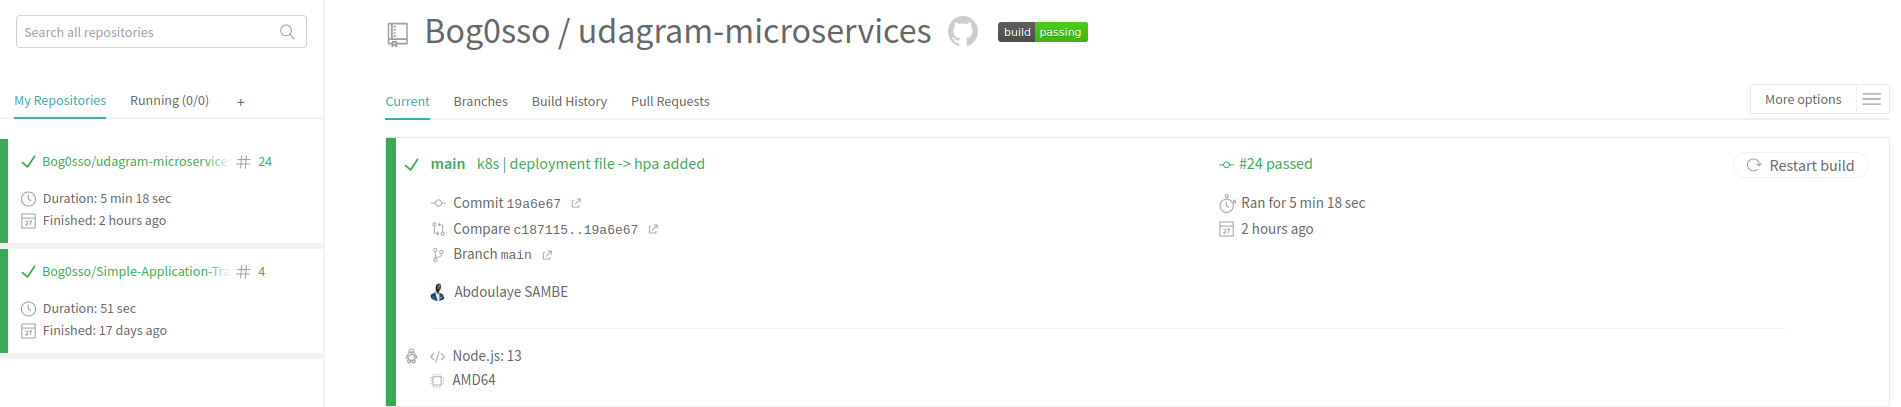 Search all repositories
My Repositories Running (0/0) +
Bog0sso/udagram-microservices # 24
Duration: 5 min 18 sec
Finished: 2 hours ago
Bog0sso/Simple-Application-Tra # 4
Duration: 51 sec
Finished: 17 days ago
Bog0sso / udagram-microservices build passing
Current Branches Build History Pull Requests More options
main k8s | deployment file -> hpa added
Commit 19a6e67
Compare c187115..19a6e67
Branch main
Abdoulaye SAMBE
#24 passed
Ran for 5 min 18 sec
2 hours ago
Restart build
Node.js: 13
AMD64